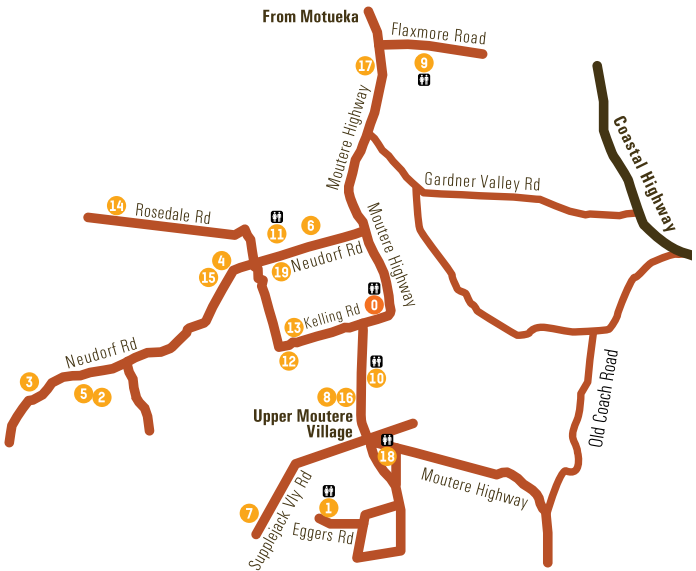 From Motueka
Flaxmore Road
17
9
Moutere Highway
Coastal Highway
Gardner Valley Rd
14
Rosedale Rd
11
6
Moutere Highway
4
15
19
Neudorf Rd
0
13
Kelling Rd
12
Neudorf Rd
3
5
2
10
Old Coach Road
8
16
Upper Moutere
Village
18
Moutere Highway
7
Supplejack Vly Rd
1
Eggers Rd